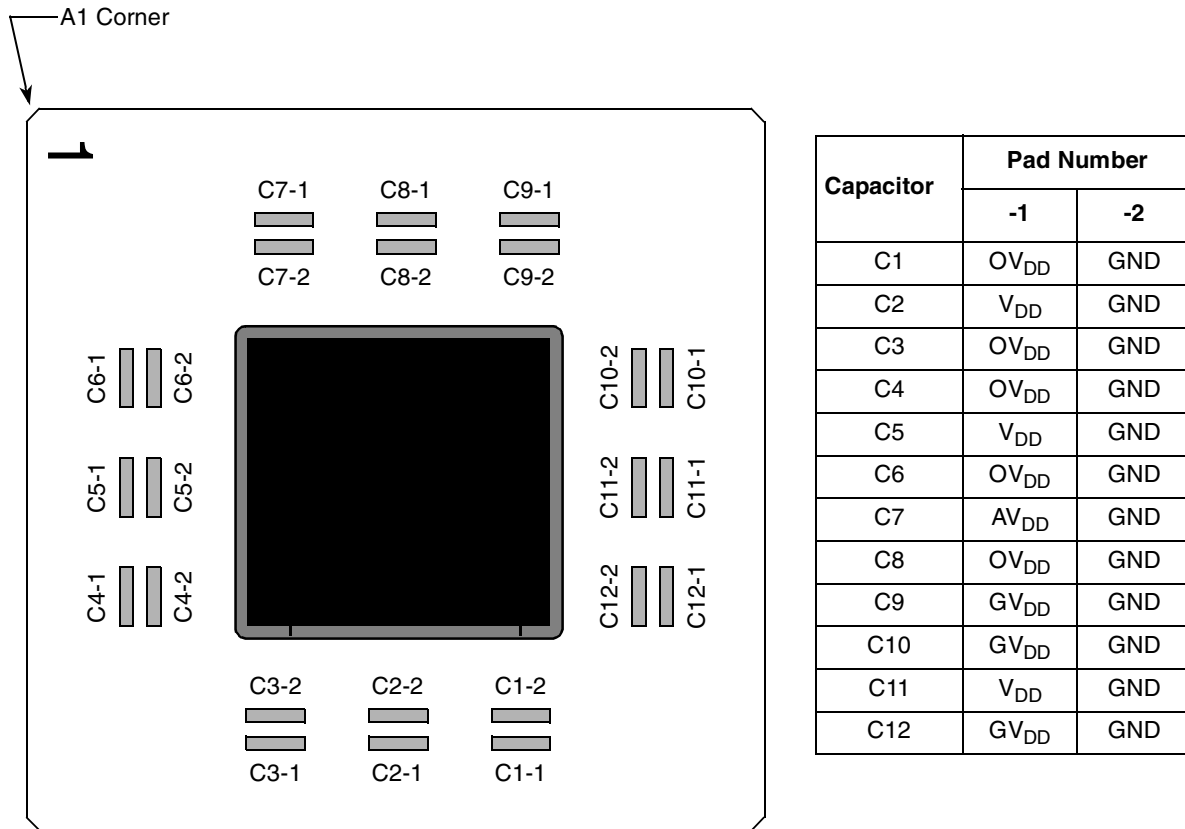 A1 Corner
1
C7-1 C8-1 C9-1
C7-2 C8-2 C9-2
C6-1 C6-2 C10-2 C10-1
C5-1 C5-2 C11-2 C11-1
C4-1 C4-2 C12-2 C12-1
C3-2 C2-2 C1-2
C3-1 C2-1 C1-1
Capacitor Pad Number
-1 -2
C1 OVDD GND
C2 VDD GND
C3 OVDD GND
C4 OVDD GND
C5 VDD GND
C6 OVDD GND
C7 AVDD GND
C8 OVDD GND
C9 GVDD GND
C10 GVDD GND
C11 VDD GND
C12 GVDD GND